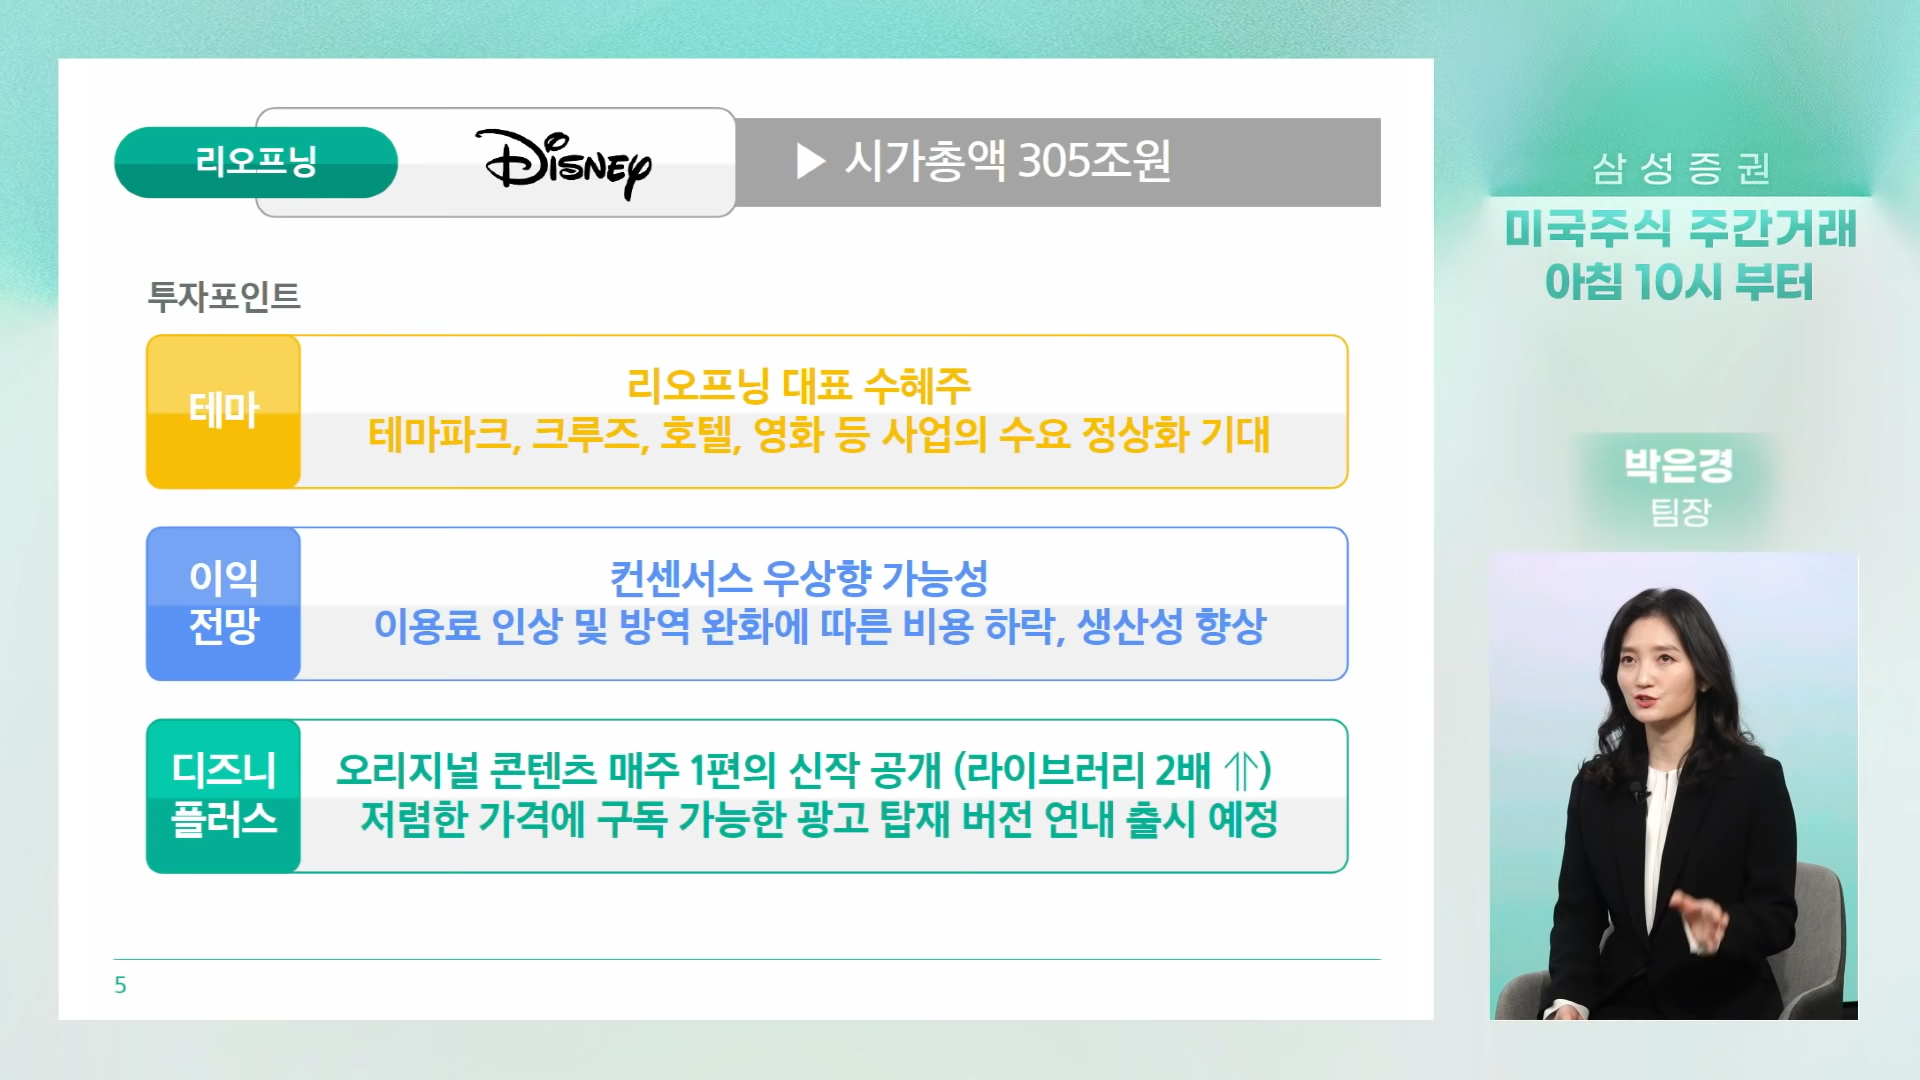 리오프닝
Disney
▶ 시가총액 305조원
투자포인트
테마
리오프닝 대표 수혜주
테마파크, 크루즈, 호텔, 영화 등 사업의 수요 정상화 기대
이익
전망
컨센서스 우상향 가능성
이용료 인상 및 방역 완화에 따른 비용 하락, 생산성 향상
디즈니
플러스
오리지널 콘텐츠 매주 1편의 신작 공개 (라이브러리 2배 ⇈)
저렴한 가격에 구독 가능한 광고 탑재 버전 연내 출시 예정
5
삼성증권
미국주식 주간거래
아침 10시 부터
박은경
팀장